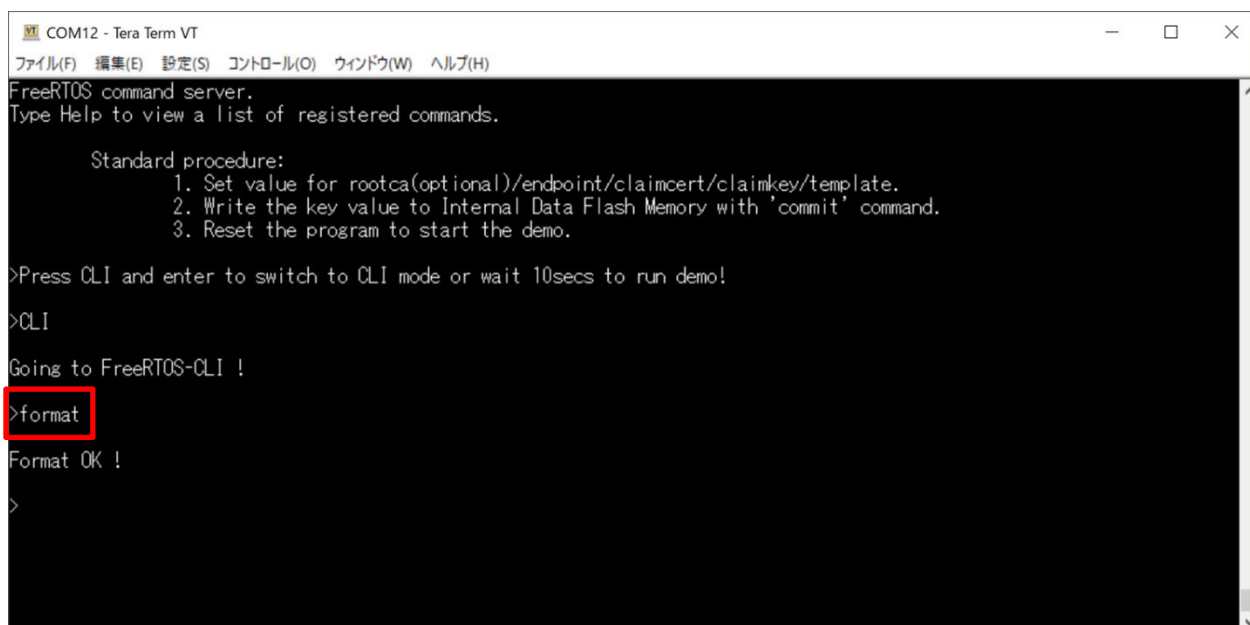 COM12 - Tera Term VT
ファイル(F) 編集(E) 設定(S) コントロール(O) ウィンドウ(W) ヘルプ(H)
FreeRTOS command server.
Type Help to view a list of registered commands.
Standard procedure:
1. Set value for rootca(optional)/endpoint/claimcert/claimkey/template.
2. Write the key value to Internal Data Flash Memory with 'commit' command.
3. Reset the program to start the demo.
>Press CLI and enter to switch to CLI mode or wait 10secs to run demo!
>CLI
Going to FreeRTOS-CLI !
>format
Format OK !
>